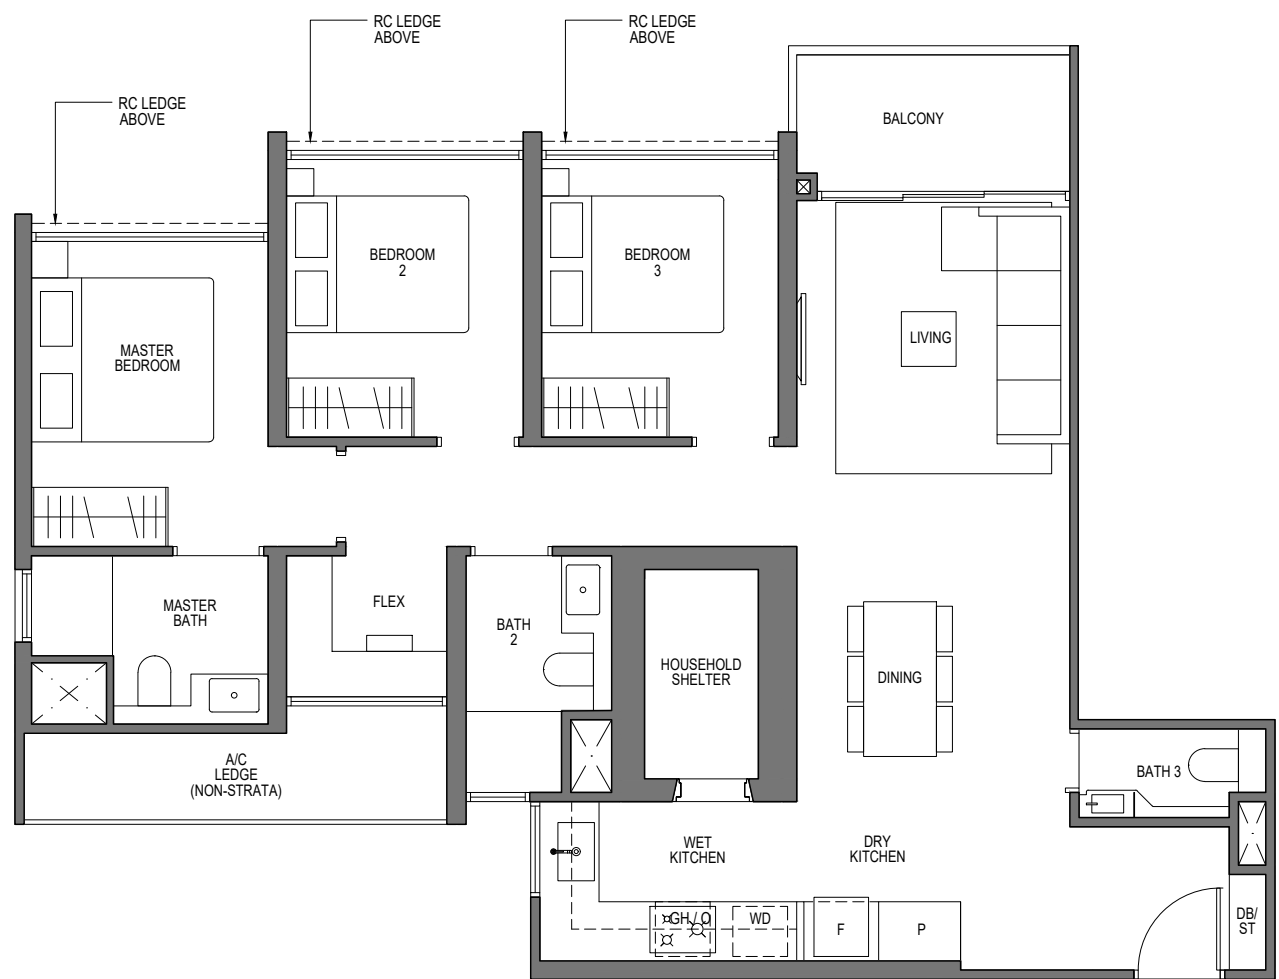 RC LEDGE
ABOVE
RC LEDGE
ABOVE
RC LEDGE
ABOVE
BALCONY
BEDROOM
2
BEDROOM
3
LIVING
MASTER
BEDROOM
MASTER
BATH
FLEX
BATH
2
HOUSEHOLD
SHELTER
DINING
A/C
LEDGE
(NON-STRATA)
BATH 3
WET
KITCHEN
DRY
KITCHEN
GH / O
WD
F
P
DB/
ST